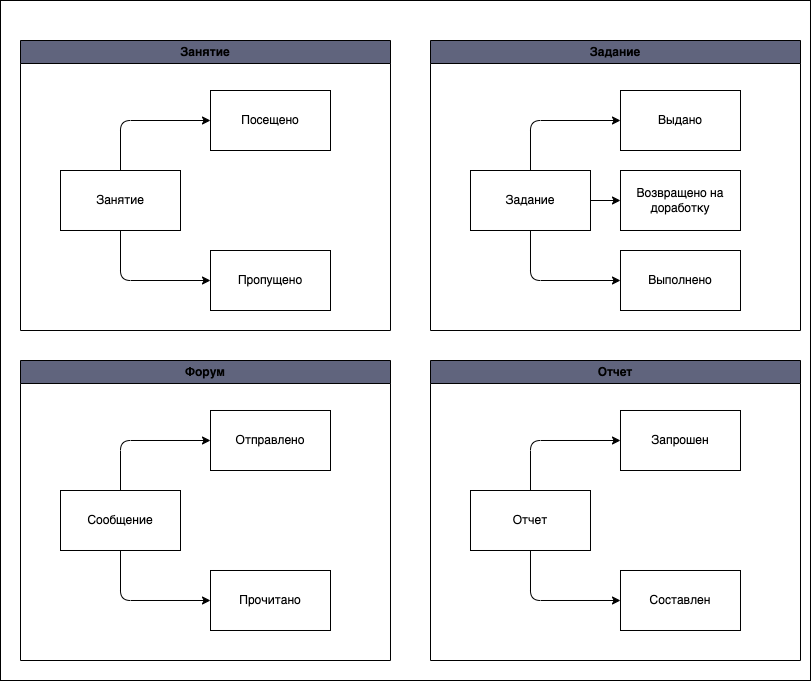 Занятие
Посещено
Занятие
Пропущено
Задание
Выдано
Задание
Возвращено на
доработку
Выполнено
Форум
Отправлено
Сообщение
Прочитано
Отчет
Запрошен
Отчет
Составлен